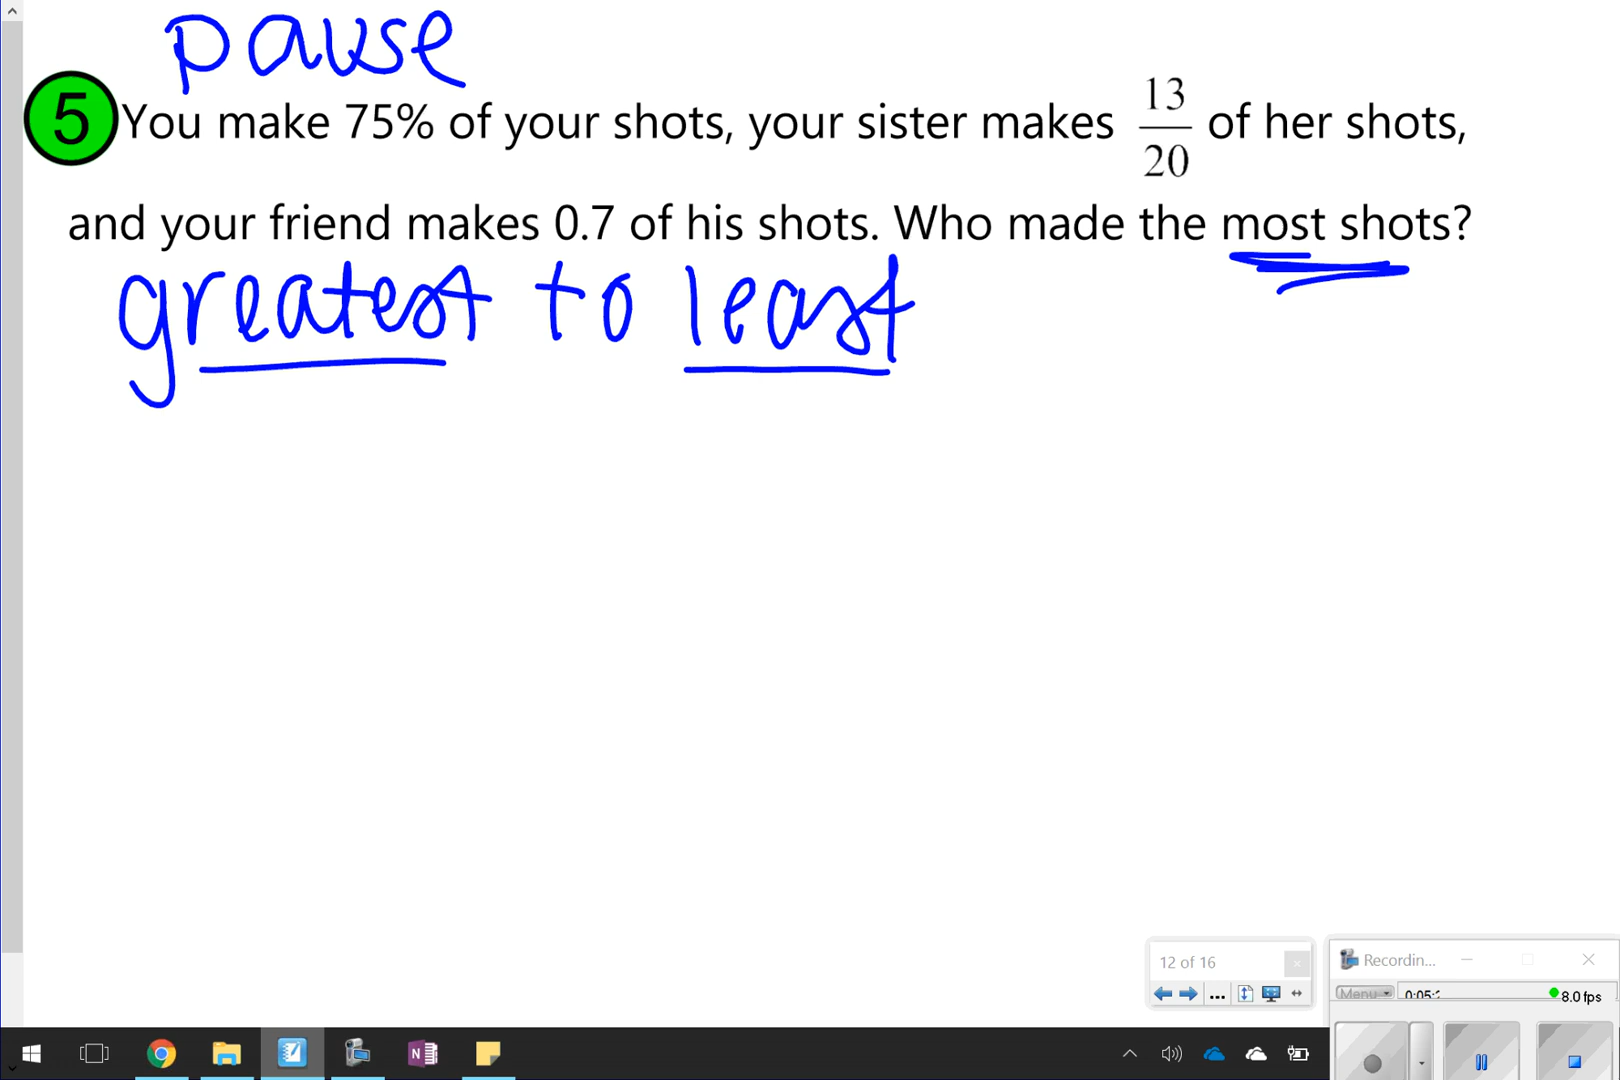 pause
5 You make 75% of your shots, your sister makes 13/20 of her shots,
and your friend makes 0.7 of his shots. Who made the most shots?
greatest to least
12 of 16
Recordin...
Menu
8.0 fps